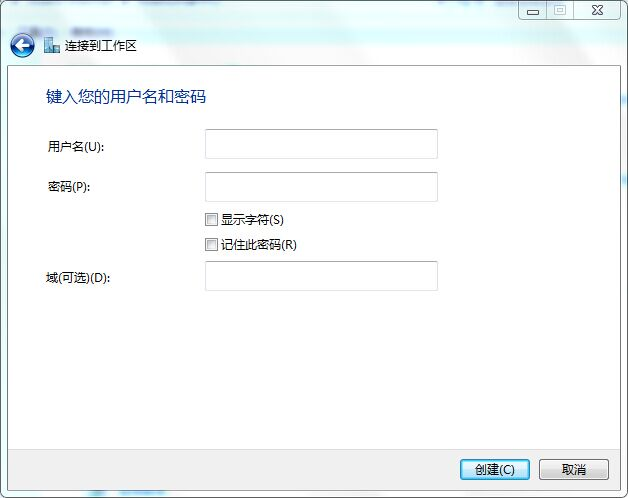 连接到工作区
键入您的用户名和密码
用户名(U):
密码(P):
显示字符(S)
记住此密码(R)
域(可选)(D):
创建(C) 取消